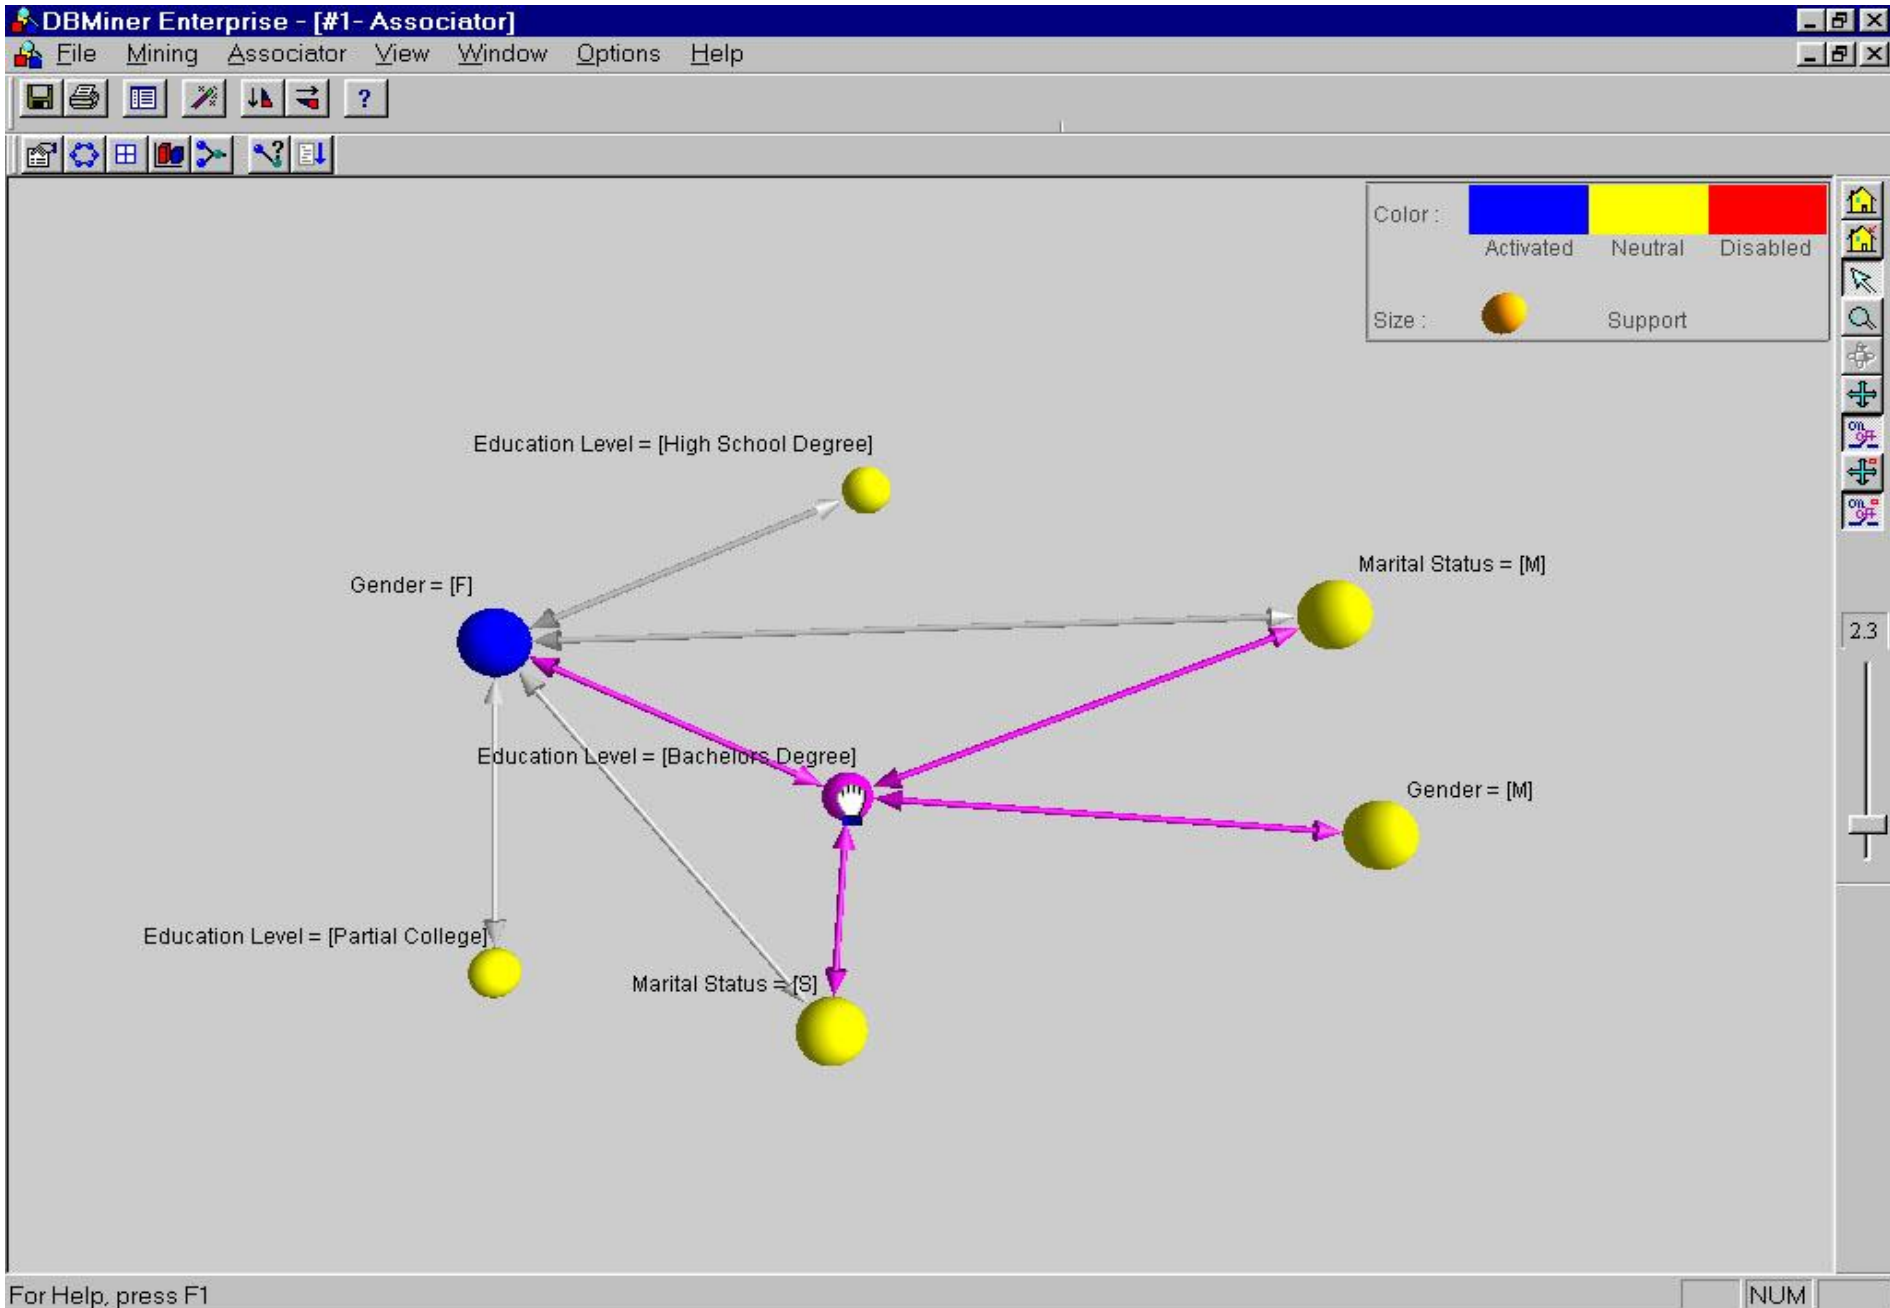 DBMiner Enterprise - [#1- Associator]
File Mining Associator View Window Options Help
?
?
Color :
Activated Neutral Disabled
Size : Support
Education Level = [High School Degree]
Marital Status = [M]
Gender = [F]
2.3
Education Level = [Bachelors Degree]
Gender = [M]
Education Level = [Partial College]
Marital Status = [S]
For Help, press F1 NUM